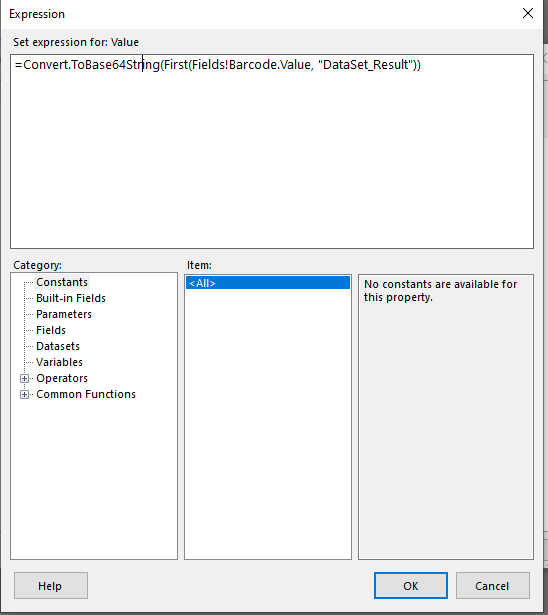 Expression
Set expression for: Value
=Convert.ToBase64String(First(Fields!Barcode.Value, "DataSet_Result"))
Category:
Item:
Constants
Built-in Fields
Parameters
Fields
Datasets
Variables
Operators
Common Functions
<All>
No constants are available for
this property.
Help
OK
Cancel